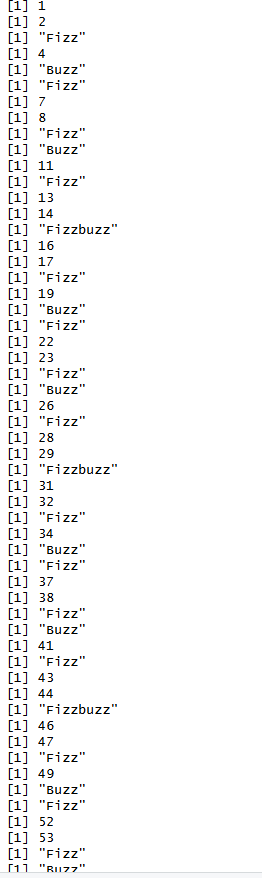 [1] 1
[1] 2
[1] "Fizz"
[1] 4
[1] "Buzz"
[1] "Fizz"
[1] 7
[1] 8
[1] "Fizz"
[1] "Buzz"
[1] 11
[1] "Fizz"
[1] 13
[1] 14
[1] "Fizzbuzz"
[1] 16
[1] 17
[1] "Fizz"
[1] 19
[1] "Buzz"
[1] "Fizz"
[1] 22
[1] 23
[1] "Fizz"
[1] "Buzz"
[1] 26
[1] "Fizz"
[1] 28
[1] 29
[1] "Fizzbuzz"
[1] 31
[1] 32
[1] "Fizz"
[1] 34
[1] "Buzz"
[1] "Fizz"
[1] 37
[1] 38
[1] "Fizz"
[1] "Buzz"
[1] 41
[1] "Fizz"
[1] 43
[1] 44
[1] "Fizzbuzz"
[1] 46
[1] 47
[1] "Fizz"
[1] 49
[1] "Buzz"
[1] "Fizz"
[1] 52
[1] 53
[1] "Fizz"
[1] "Buzz"